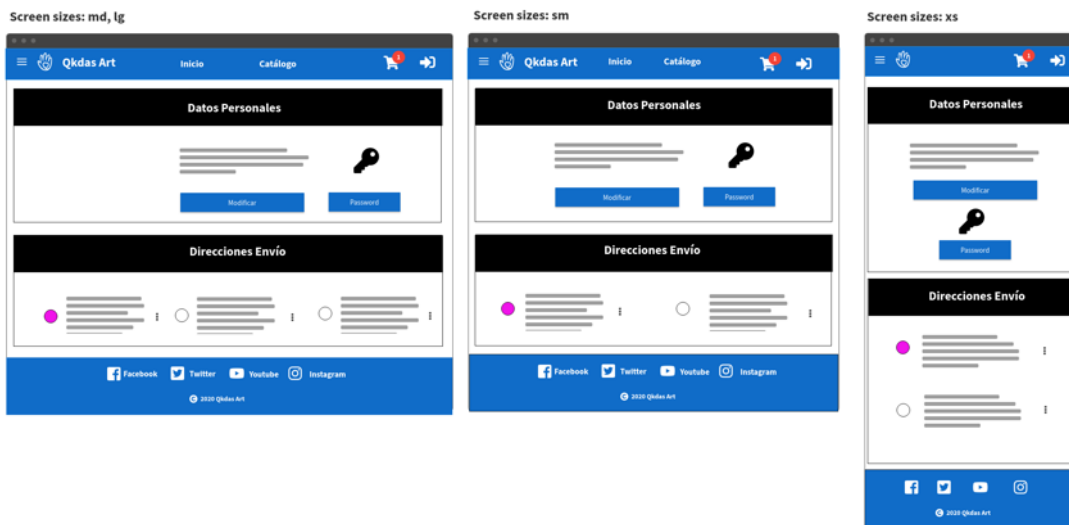 Screen sizes: md, lg
Qkdas Art Inicio Catálogo 1
Datos Personales
Modificar Password
Direcciones Envío
Facebook Twitter Youtube Instagram
© 2020 Qkdas Art
Screen sizes: sm
Qkdas Art Inicio Catálogo 1
Datos Personales
Modificar Password
Direcciones Envío
Facebook Twitter Youtube Instagram
© 2020 Qkdas Art
Screen sizes: xs
1
Datos Personales
Modificar
Password
Direcciones Envío
© 2020 Qkdas Art